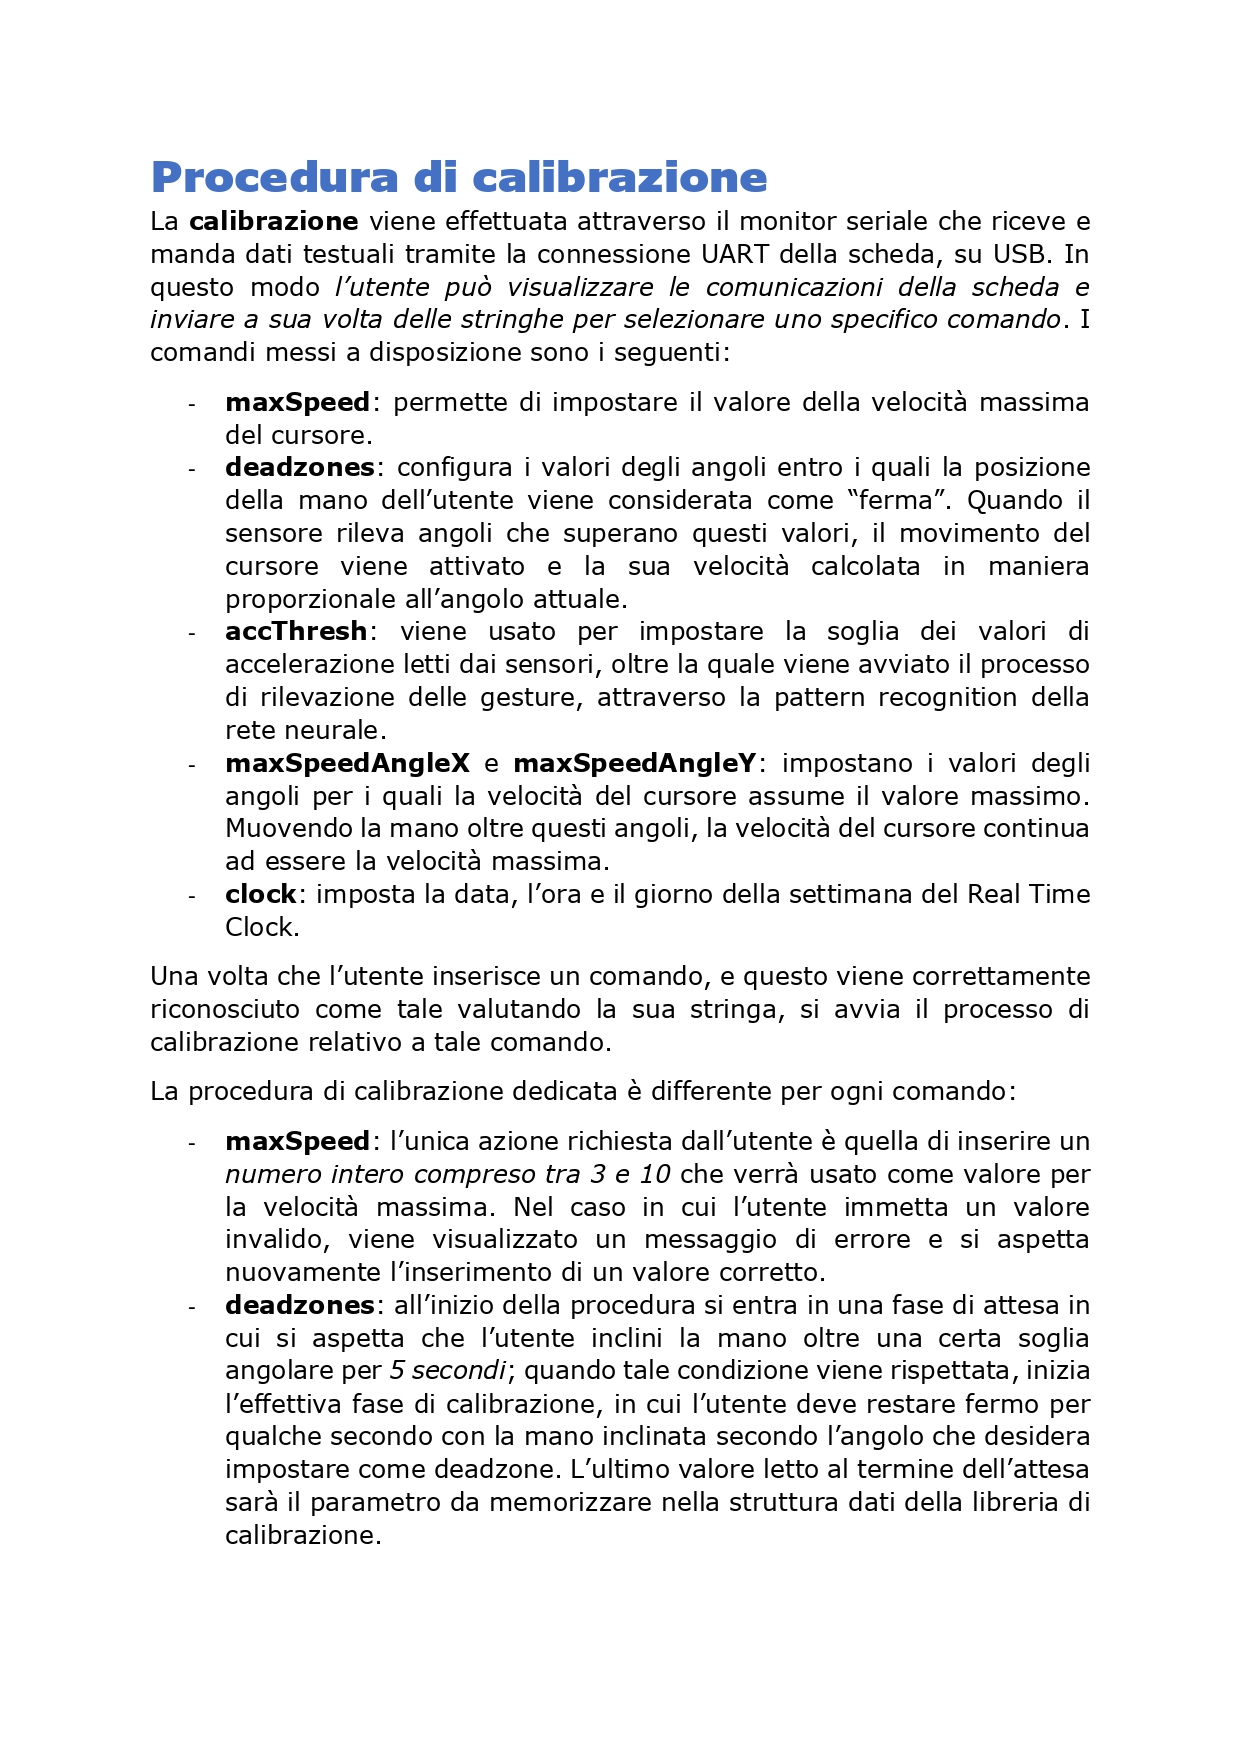 Procedura di calibrazione
La calibrazione viene effettuata attraverso il monitor seriale che riceve e
manda dati testuali tramite la connessione UART della scheda, su USB. In
questo modo l’utente può visualizzare le comunicazioni della scheda e
inviare a sua volta delle stringhe per selezionare uno specifico comando. I
comandi messi a disposizione sono i seguenti:
- maxSpeed: permette di impostare il valore della velocità massima
del cursore.
- deadzones: configura i valori degli angoli entro i quali la posizione
della mano dell’utente viene considerata come “ferma”. Quando il
sensore rileva angoli che superano questi valori, il movimento del
cursore viene attivato e la sua velocità calcolata in maniera
proporzionale all’angolo attuale.
- accThresh: viene usato per impostare la soglia dei valori di
accelerazione letti dai sensori, oltre la quale viene avviato il processo
di rilevazione delle gesture, attraverso la pattern recognition della
rete neurale.
- maxSpeedAngleX e maxSpeedAngleY: impostano i valori degli
angoli per i quali la velocità del cursore assume il valore massimo.
Muovendo la mano oltre questi angoli, la velocità del cursore continua
ad essere la velocità massima.
- clock: imposta la data, l’ora e il giorno della settimana del Real Time
Clock.
Una volta che l’utente inserisce un comando, e questo viene correttamente
riconosciuto come tale valutando la sua stringa, si avvia il processo di
calibrazione relativo a tale comando.
La procedura di calibrazione dedicata è differente per ogni comando:
- maxSpeed: l’unica azione richiesta dall’utente è quella di inserire un
numero intero compreso tra 3 e 10 che verrà usato come valore per
la velocità massima. Nel caso in cui l’utente immetta un valore
invalido, viene visualizzato un messaggio di errore e si aspetta
nuovamente l’inserimento di un valore corretto.
- deadzones: all’inizio della procedura si entra in una fase di attesa in
cui si aspetta che l’utente inclini la mano oltre una certa soglia
angolare per 5 secondi; quando tale condizione viene rispettata, inizia
l’effettiva fase di calibrazione, in cui l’utente deve restare fermo per
qualche secondo con la mano inclinata secondo l’angolo che desidera
impostare come deadzone. L’ultimo valore letto al termine dell’attesa
sarà il parametro da memorizzare nella struttura dati della libreria di
calibrazione.